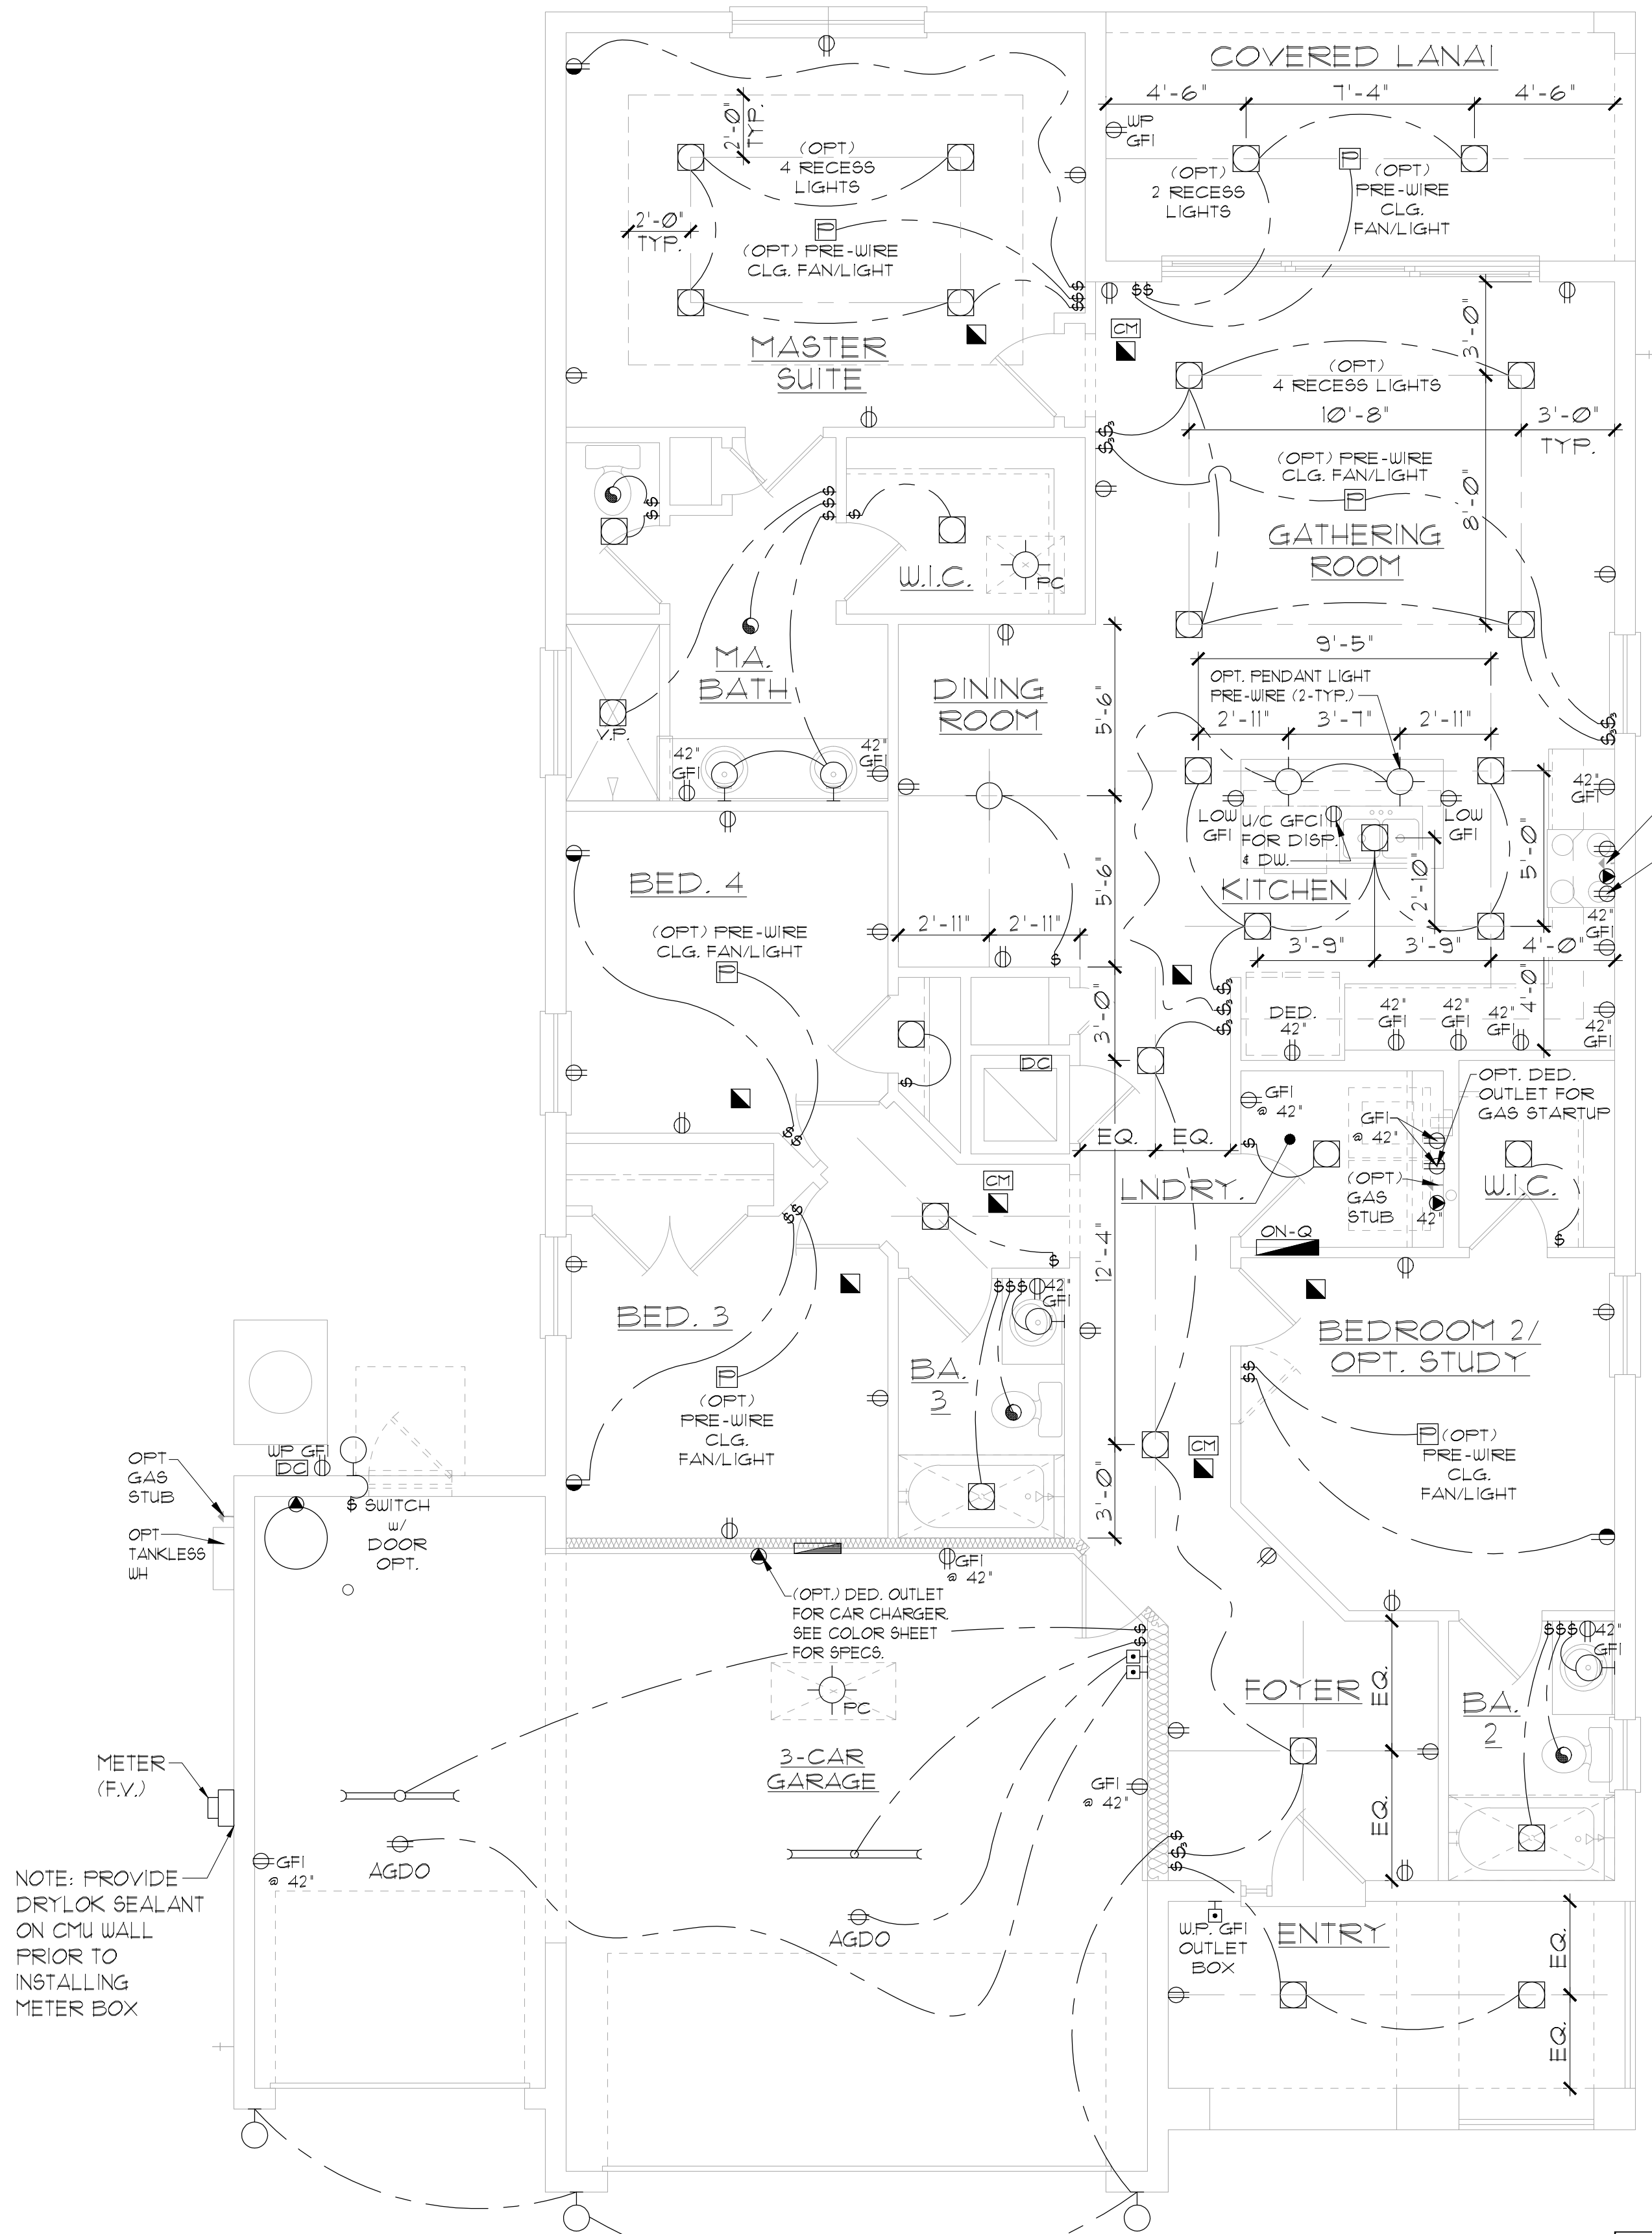 COVERED LANAI
4'-6"
7'-4"
4'-6"
WP
GFI
2'-0"
TYP.
(OPT)
4 RECESS
LIGHTS
P
(OPT)
2 RECESS
LIGHTS
P
(OPT)
PRE-WIRE
CLG.
FAN/LIGHT
2'-0"
TYP.
(OPT) PRE-WIRE
CLG. FAN/LIGHT
$$$
$$
CM
MASTER
SUITE
3'-0"
(OPT)
4 RECESS LIGHTS
10'-8"
3'-0"
TYP.
$3
$3
(OPT) PRE-WIRE
CLG. FAN/LIGHT
P
8'-0"
GATHERING
ROOM
$$
$$$
$
W.I.C.
PC
MA.
BATH
V.P.
42"
GFI
42"
GFI
DINING
ROOM
5'-6"
9'-5"
OPT. PENDANT LIGHT
PRE-WIRE (2-TYP.)
2'-11"
3'-7"
2'-11"
$3
$3
42"
GFI
LOW
GFI
U/C GFCI
FOR DISP.
& DW.
LOW
GFI
5'-0"
2'-10"
KITCHEN
42"
GFI
BED. 4
(OPT) PRE-WIRE
CLG. FAN/LIGHT
P
5'-6"
2'-11"
2'-11"
$
3'-9"
3'-9"
4'-0"
4'-0"
3'-0"
$3
$3
$3
DED.
42"
42"
GFI
42"
GFI
42"
GFI
42"
GFI
DC
$
GFI
@ 42"
OPT. DED.
OUTLET FOR
GAS STARTUP
GFI
@ 42"
(OPT)
GAS
STUB
42"
EQ.
EQ.
$
LNDRY.
W.I.C.
$
$$
CM
ON-Q
$$
$
12'-4"
BED. 3
P
(OPT)
PRE-WIRE
CLG.
FAN/LIGHT
$$$
42"
GFI
BA.
3
BEDROOM 2/
OPT. STUDY
$$
P
(OPT)
PRE-WIRE
CLG.
FAN/LIGHT
CM
3'-0"
OPT
GAS
STUB
WP GFI
DC
$ SWITCH
w/
DOOR
OPT.
OPT
TANKLESS
WH
GFI
@ 42"
(OPT.) DED. OUTLET
FOR CAR CHARGER.
SEE COLOR SHEET
FOR SPECS.
$
$
PC
FOYER
EQ.
$$$
42"
GFI
BA.
2
METER
(F.V.)
3-CAR
GARAGE
GFI
@ 42"
EQ.
$
$3
$
GFI
@ 42"
AGDO
AGDO
NOTE: PROVIDE
DRYLOK SEALANT
ON CMU WALL
PRIOR TO
INSTALLING
METER BOX
W.P. GFI
OUTLET
BOX
ENTRY
EQ.
EQ.